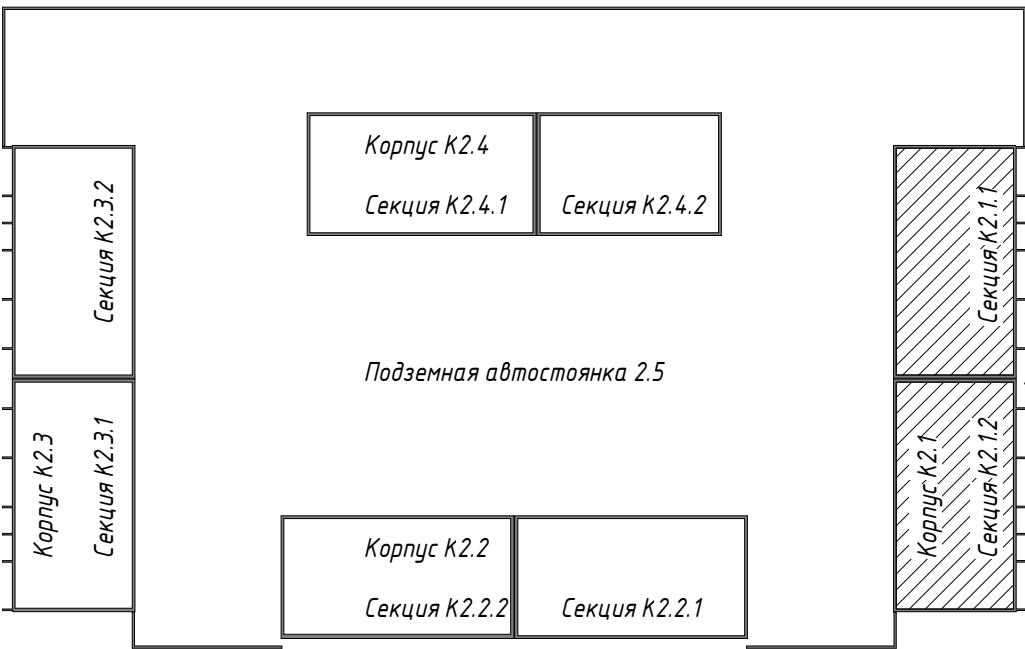 Корпус К2.4
Секция К2.4.1
Секция К2.4.2
Секция К2.3.2
Секция К2.1.1
Подземная автостоянка 2.5
Корпус К2.3
Секция К2.3.1
Корпус К2.1
Секция К2.1.2
Корпус К2.2
Секция К2.2.2
Секция К2.2.1